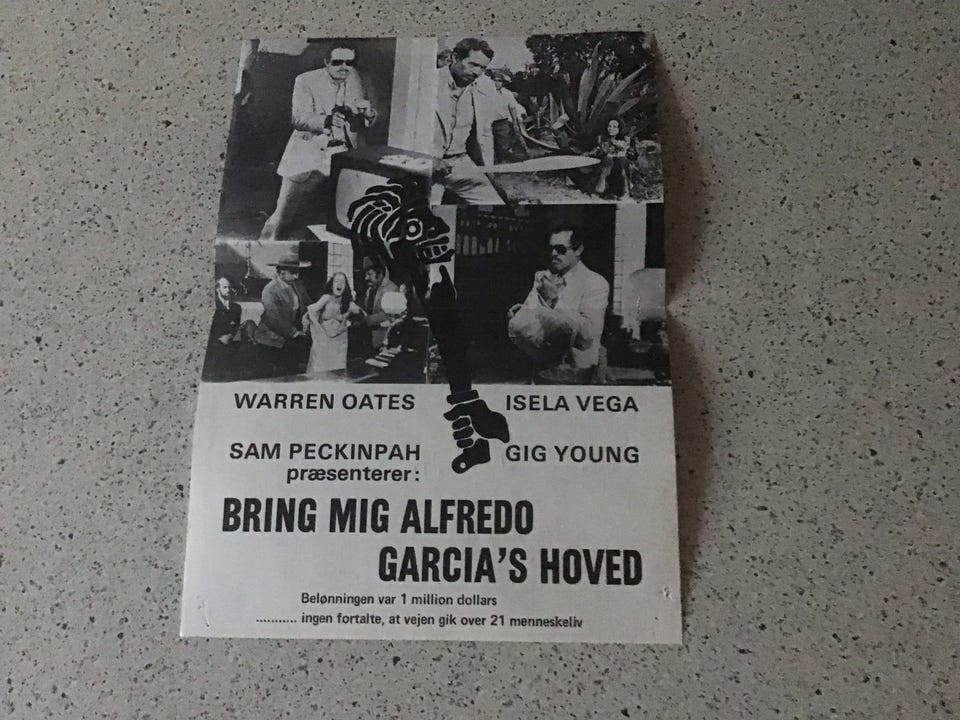 WARREN OATES
ISELA VEGA
SAM PECKINPAH
præsenterer:
GIG YOUNG
BRING MIG ALFREDO
GARCIA'S HOVED
Belønningen var 1 million dollars
........... ingen fortalte, at vejen gik over 21 menneskeliv